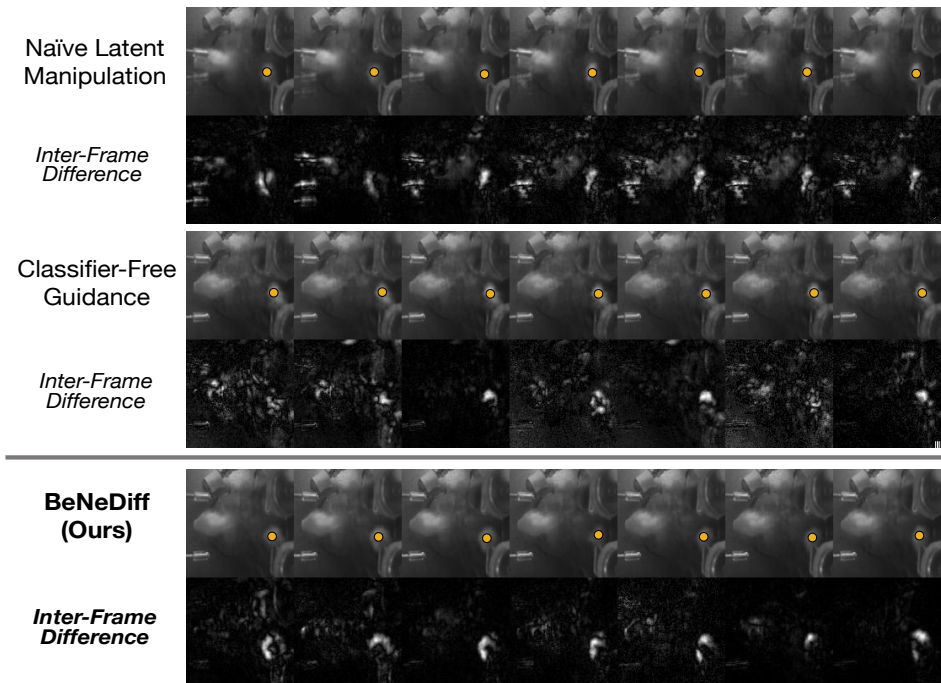 Naïve Latent
Manipulation
Inter-Frame
Difference
Classifier-Free
Guidance
Inter-Frame
Difference
BeNeDiff
(Ours)
Inter-Frame
Difference